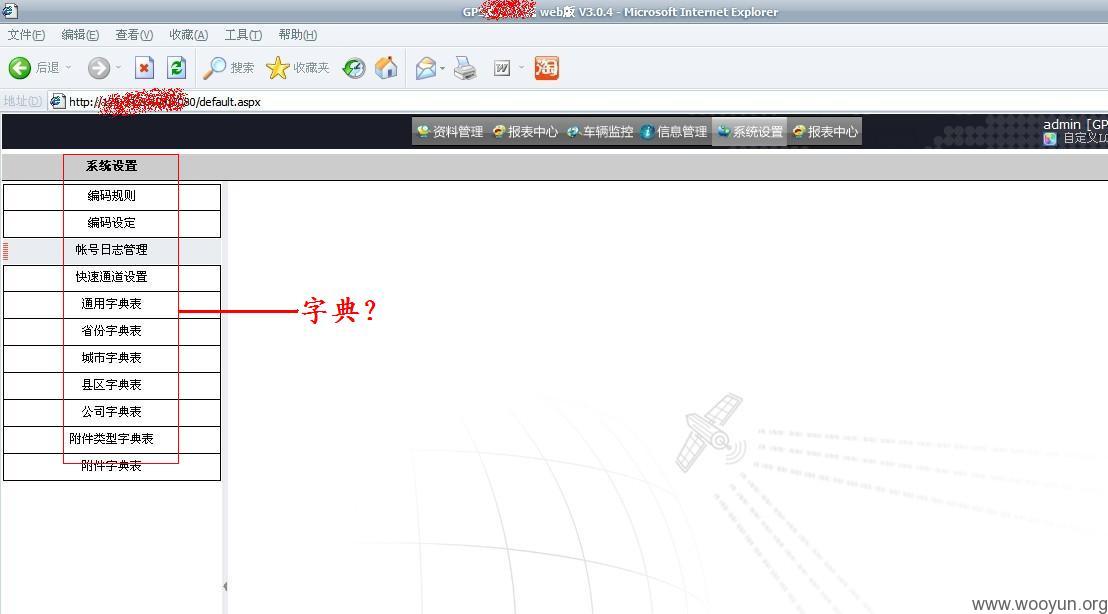 GP web版 V3.0.4 - Microsoft Internet Explorer
文件(F) 编辑(E) 查看(V) 收藏(A) 工具(T) 帮助(H)
后退 搜索 收藏夹 W 淘
地址(D) http://1 80/default.aspx
资料管理 报表中心 车辆监控 信息管理 系统设置 报表中心
admin [GP
自定义LO
系统设置
编码规则
编码设定
帐号日志管理
快速通道设置
通用字典表
字典?
省份字典表
城市字典表
县区字典表
公司字典表
附件类型字典表
附件字典表
www.wooyun.org